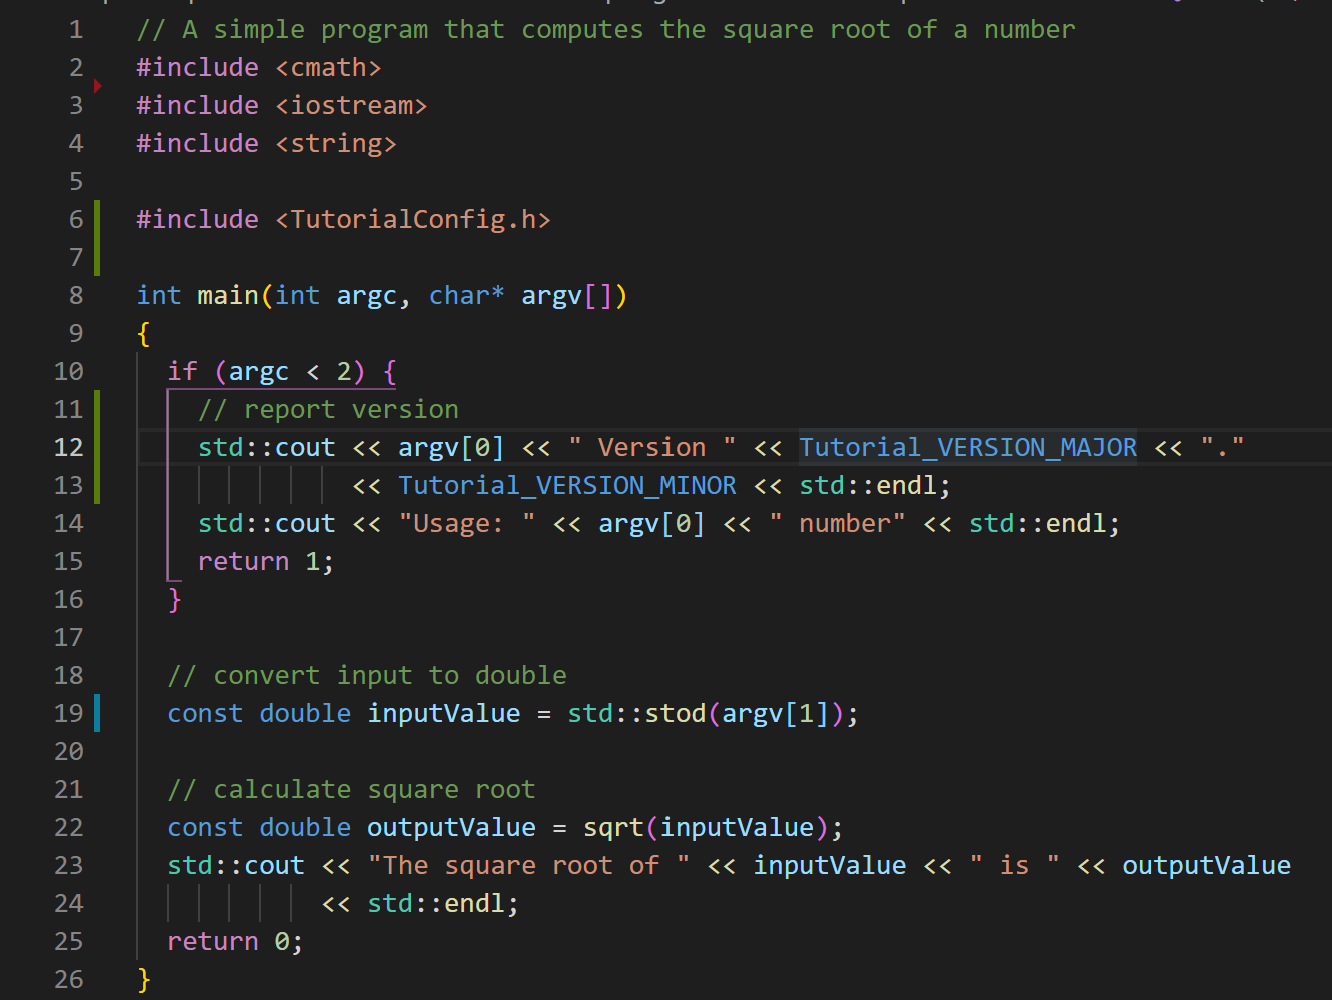 1 // A simple program that computes the square root of a number
2 #include <cmath>
3 #include <iostream>
4 #include <string>
5
6 #include <TutorialConfig.h>
7
8 int main(int argc, char* argv[])
9 {
10   if (argc < 2) {
11     // report version
12     std::cout << argv[0] << " Version " << Tutorial_VERSION_MAJOR << "."
13               << Tutorial_VERSION_MINOR << std::endl;
14     std::cout << "Usage: " << argv[0] << " number" << std::endl;
15     return 1;
16   }
17
18   // convert input to double
19   const double inputValue = std::stod(argv[1]);
20
21   // calculate square root
22   const double outputValue = sqrt(inputValue);
23   std::cout << "The square root of " << inputValue << " is " << outputValue
24             << std::endl;
25   return 0;
26 }